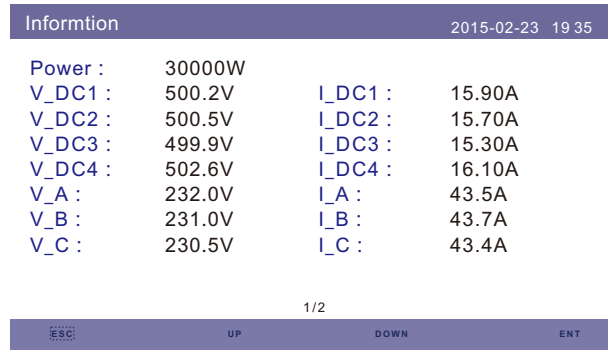 Informtion 2015-02-23 19 35
Power : 30000W
V_DC1 : 500.2V I_DC1 : 15.90A
V_DC2 : 500.5V I_DC2 : 15.70A
V_DC3 : 499.9V I_DC3 : 15.30A
V_DC4 : 502.6V I_DC4 : 16.10A
V_A : 232.0V I_A : 43.5A
V_B : 231.0V I_B : 43.7A
V_C : 230.5V I_C : 43.4A
1/2
ESC UP DOWN ENT